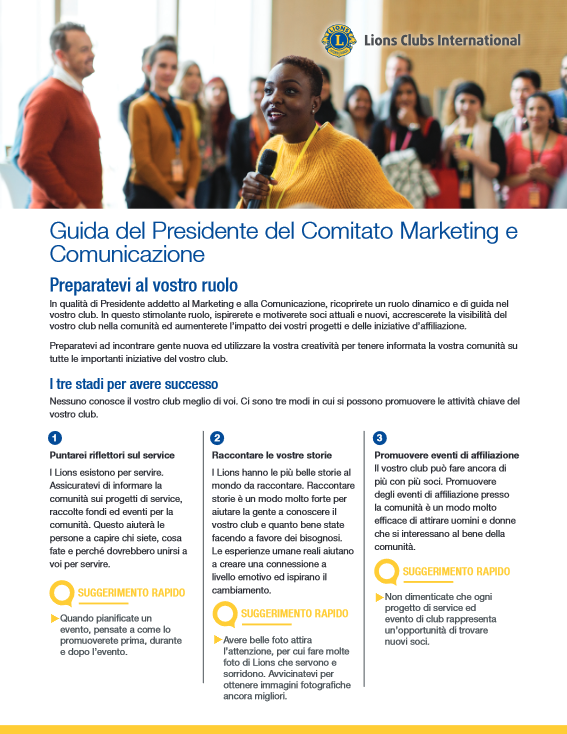 LIONS
L
INTERNATIONAL
Lions Clubs International
Guida del Presidente del Comitato Marketing e
Comunicazione
Preparatevi al vostro ruolo
In qualità di Presidente addetto al Marketing e alla Comunicazione, ricoprirete un ruolo dinamico e di guida nel
vostro club. In questo stimolante ruolo, ispirerete e motiverete soci attuali e nuovi, accrescerete la visibilità del
vostro club nella comunità ed aumenterete l'impatto dei vostri progetti e delle iniziative d'affiliazione.
Preparatevi ad incontrare gente nuova ed utilizzare la vostra creatività per tenere informata la vostra comunità su
tutte le importanti iniziative del vostro club.
I tre stadi per avere successo
Nessuno conosce il vostro club meglio di voi. Ci sono tre modi in cui si possono promuovere le attività chiave del
vostro club.
1
Puntarei riflettori sul service
I Lions esistono per servire.
Assicuratevi di informare la
comunità sui progetti di service,
raccolte fondi ed eventi per la
comunità. Questo aiuterà le
persone a capire chi siete, cosa
fate e perché dovrebbero unirsi a
voi per servire.
SUGGERIMENTO RAPIDO
Quando pianificate un
evento, pensate a come lo
promuoverete prima, durante
e dopo l'evento.
2
Raccontare le vostre storie
I Lions hanno le più belle storie al
mondo da raccontare. Raccontare
storie è un modo molto forte per
aiutare la gente a conoscere il
vostro club e quanto bene state
facendo a favore dei bisognosi.
Le esperienze umane reali aiutano
a creare una connessione a
livello emotivo ed ispirano il
cambiamento.
SUGGERIMENTO RAPIDO
Avere belle foto attira
l'attenzione, per cui fare molte
foto di Lions che servono e
sorridono. Avvicinatevi per
ottenere immagini fotografiche
ancora migliori.
3
Promuovere eventi di affiliazione
Il vostro club può fare ancora di
più con più soci. Promuovere
degli eventi di affiliazione presso
la comunità è un modo molto
efficace di attirare uomini e donne
che si interessano al bene della
comunità.
SUGGERIMENTO RAPIDO
Non dimenticate che ogni
progetto di service ed
evento di club rappresenta
un'opportunità di trovare
nuovi soci.